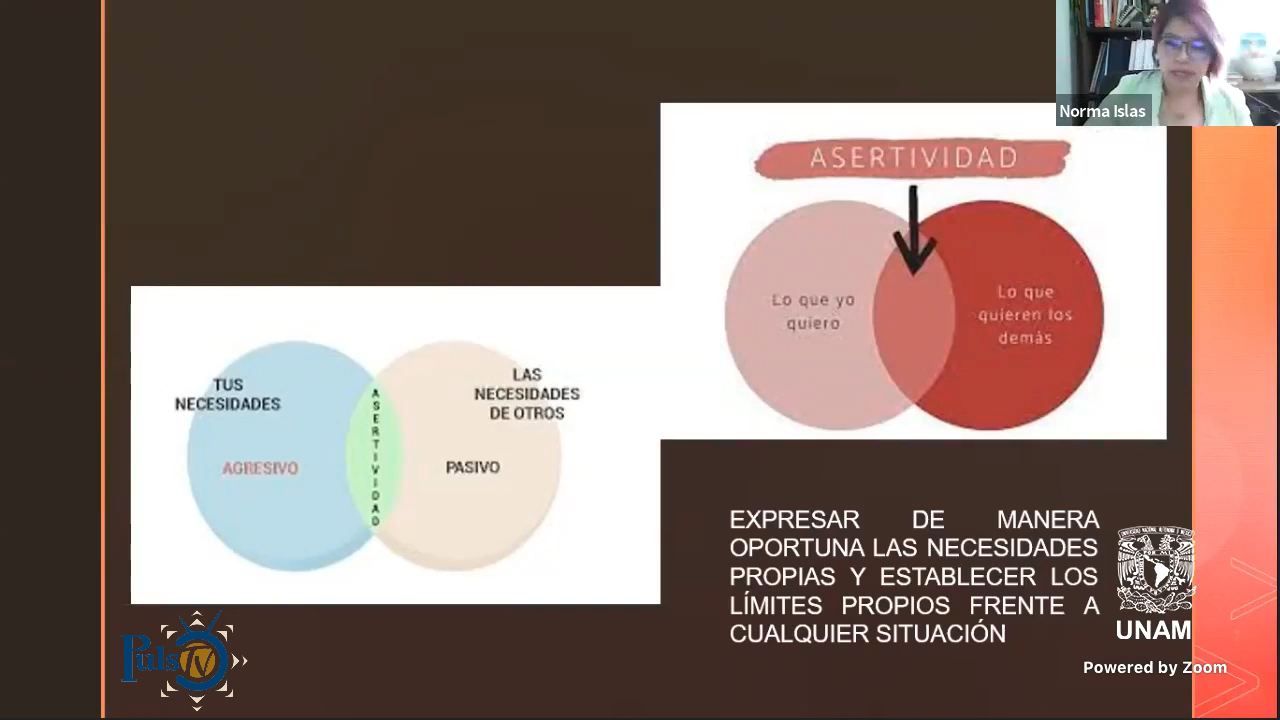 Norma Islas
ASERTIVIDAD
Lo que yo
quiero
Lo que
quieren los
demás
TUS
NECESIDADES
AGRESIVO
ASERTIVIDAD
LAS
NECESIDADES
DE OTROS
PASIVO
EXPRESAR DE MANERA
OPORTUNA LAS NECESIDADES
PROPIAS Y ESTABLECER LOS
LÍMITES PROPIOS FRENTE A
CUALQUIER SITUACIÓN
UNAM
PulsoTV
Powered by Zoom